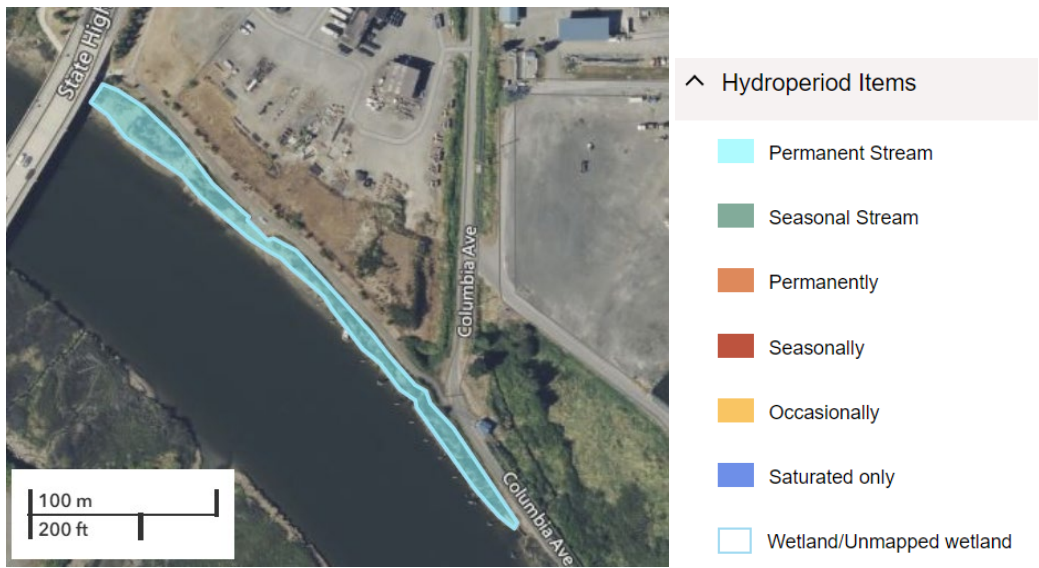 State High
Columbia Ave
Columbia Ave
100 m
200 ft
Hydroperiod Items
Permanent Stream
Seasonal Stream
Permanently
Seasonally
Occasionally
Saturated only
Wetland/Unmapped wetland